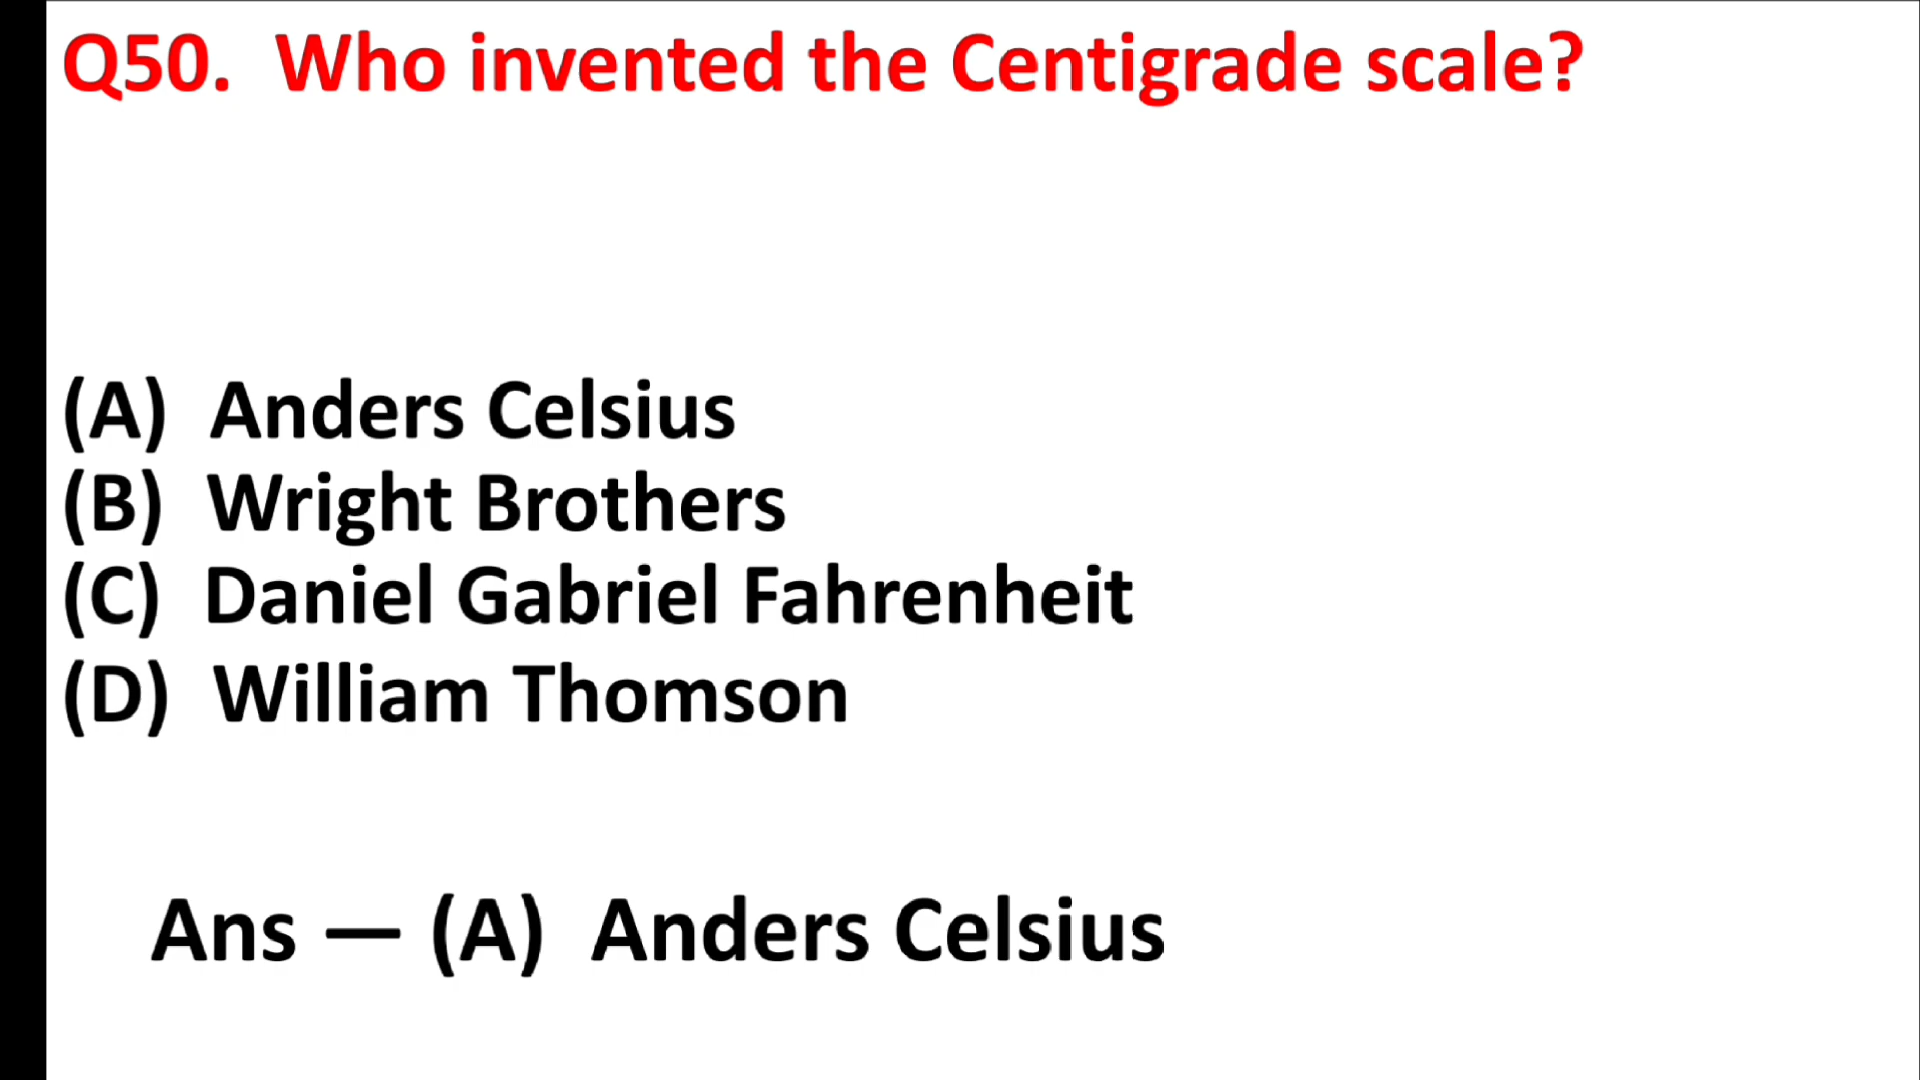 Q50. Who invented the Centigrade scale?
(A) Anders Celsius
(B) Wright Brothers
(C) Daniel Gabriel Fahrenheit
(D) William Thomson
Ans — (A) Anders Celsius